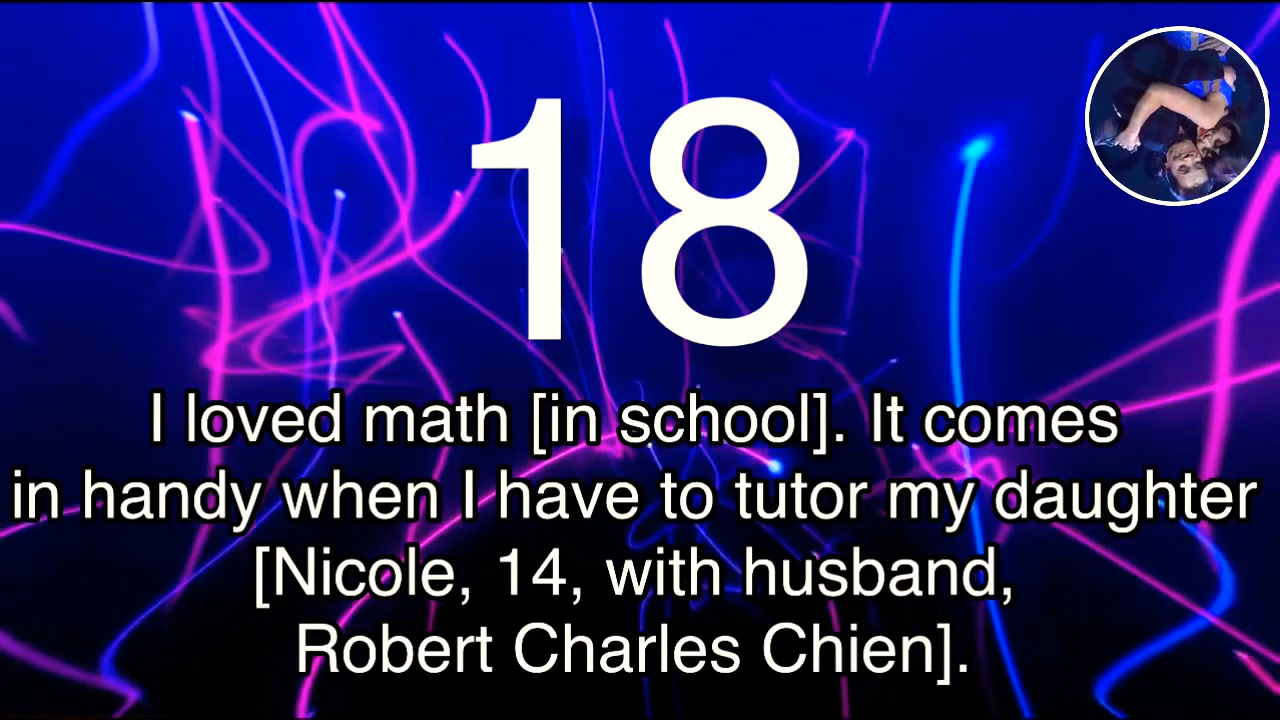 18
I loved math [in school]. It comes
in handy when I have to tutor my daughter
[Nicole, 14, with husband,
Robert Charles Chien].